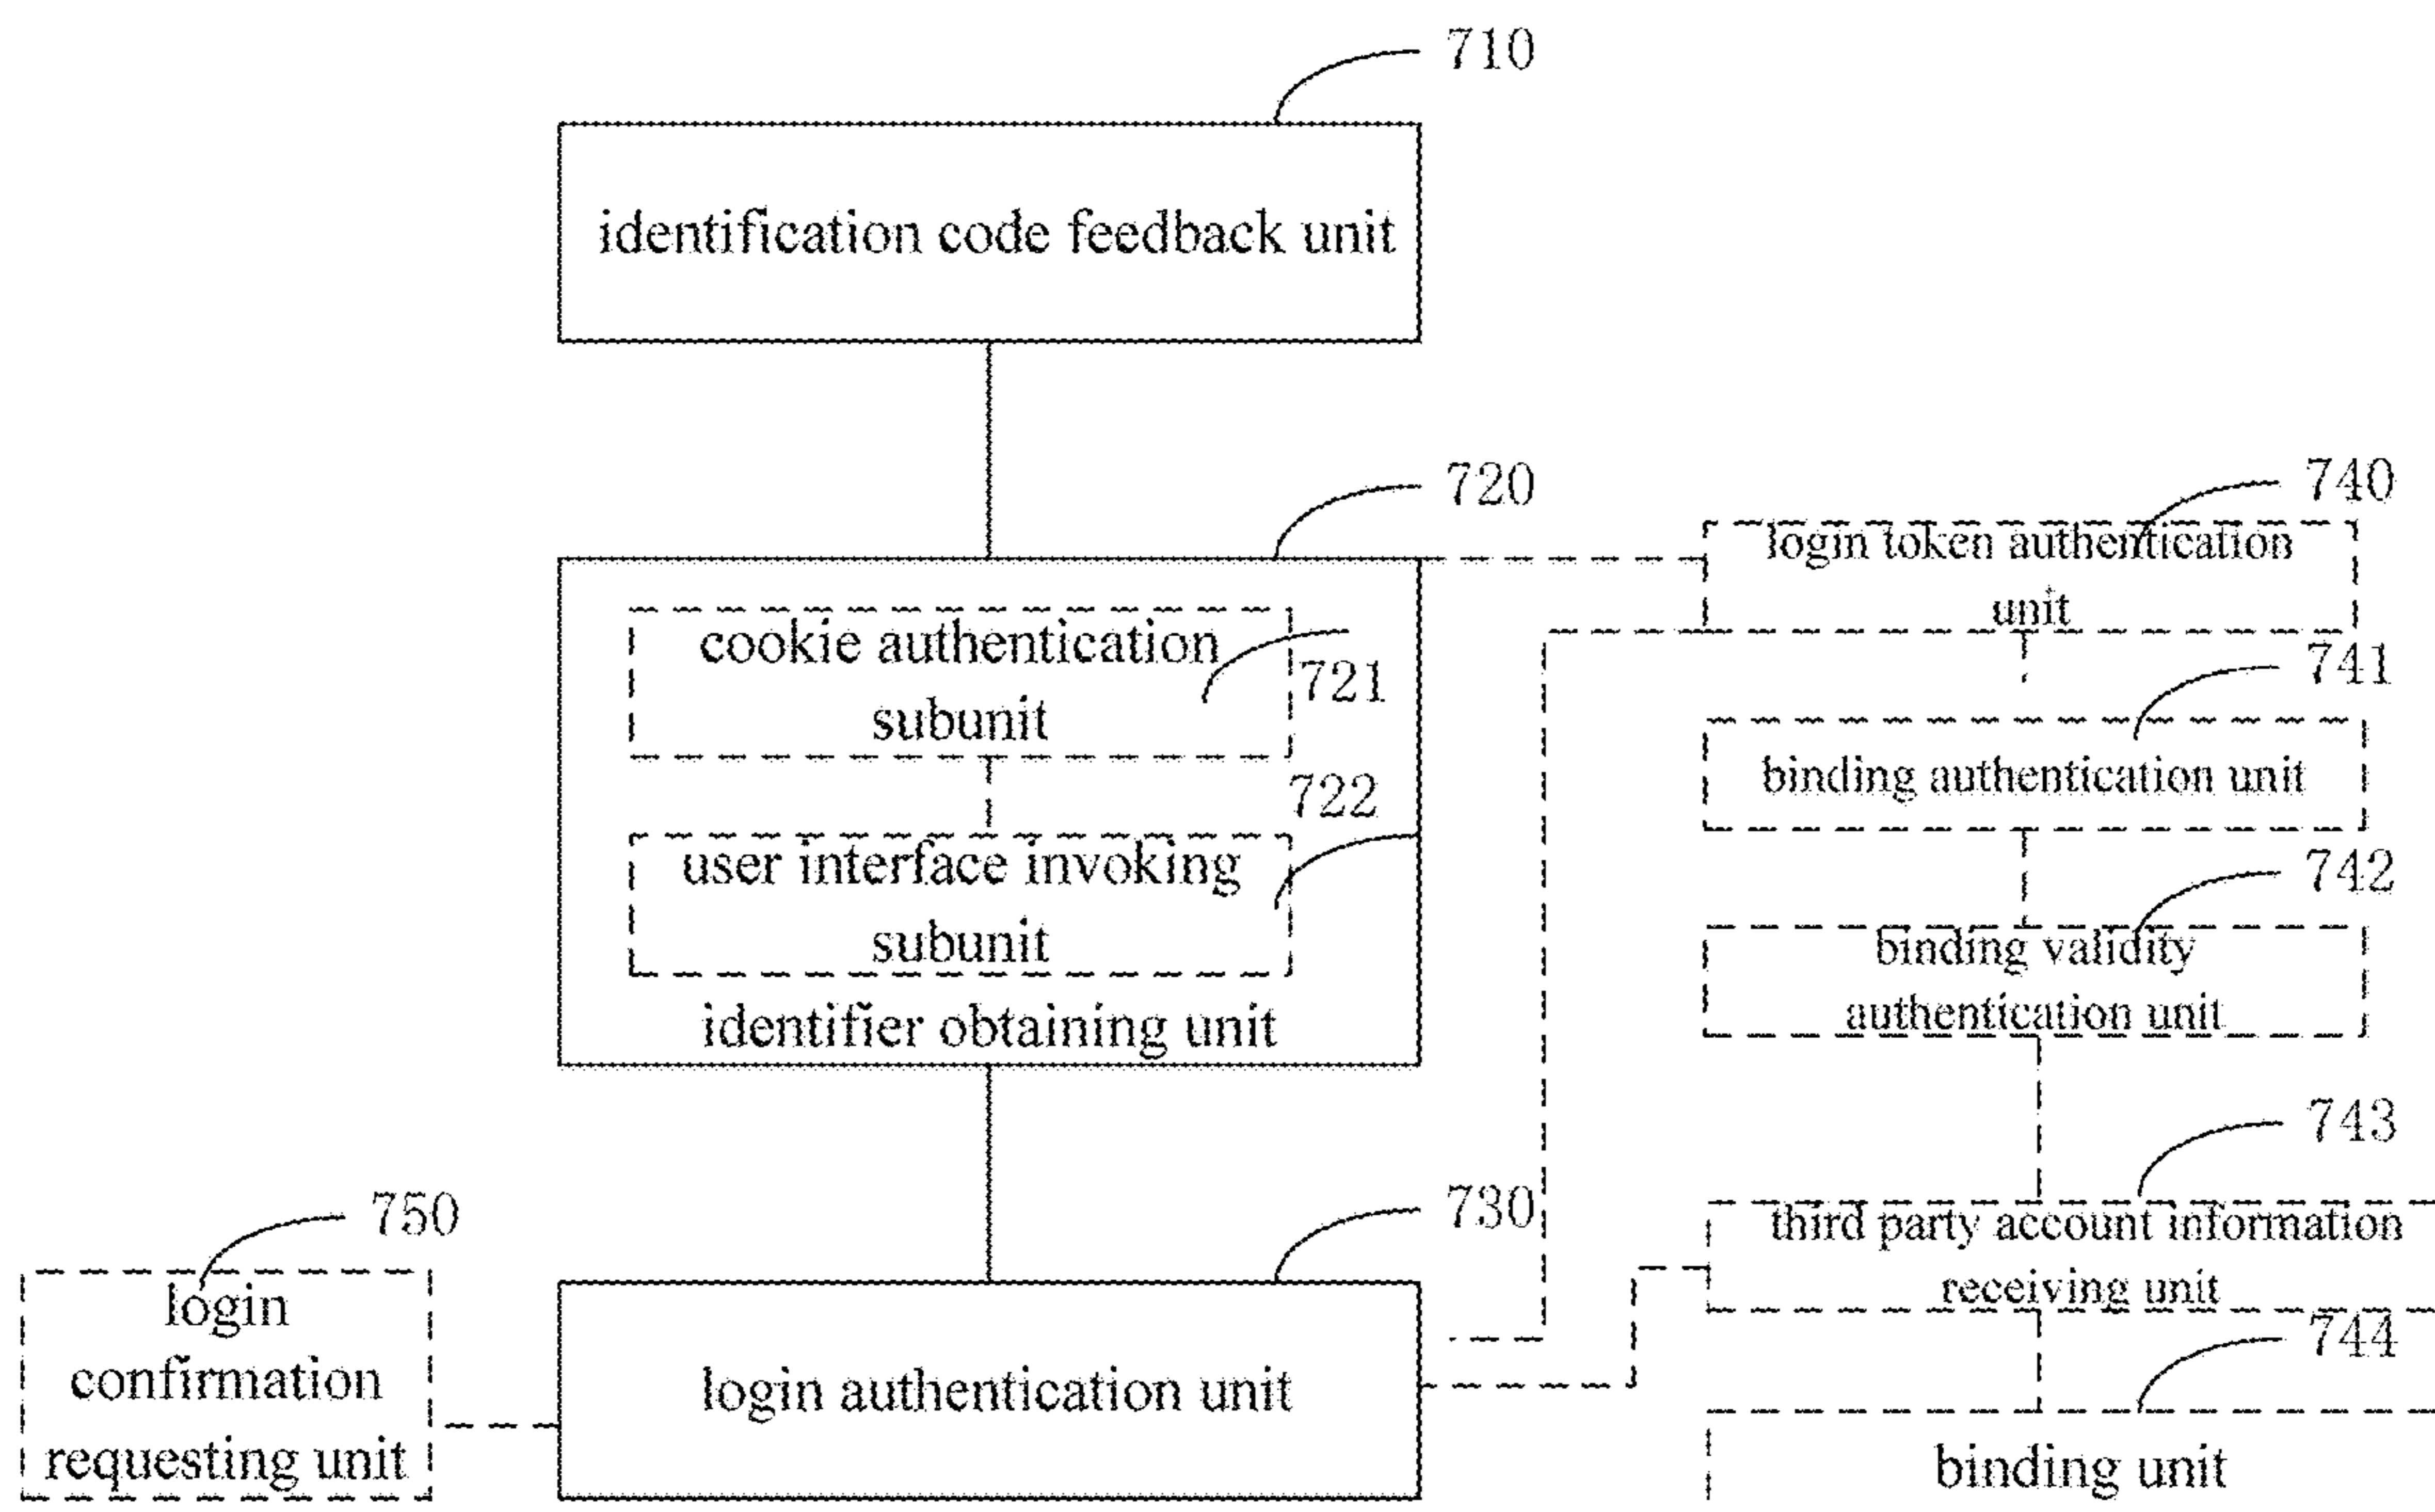 710
identification code feedback unit
720
cookie authentication
subunit
721
722
user interface invoking
subunit
identifier obtaining unit
740
login token authentication
unit
741
binding authentication unit
742
binding validity
authentication unit
743
third party account information
receiving unit
744
binding unit
730
login authentication unit
750
login
confirmation
requesting unit